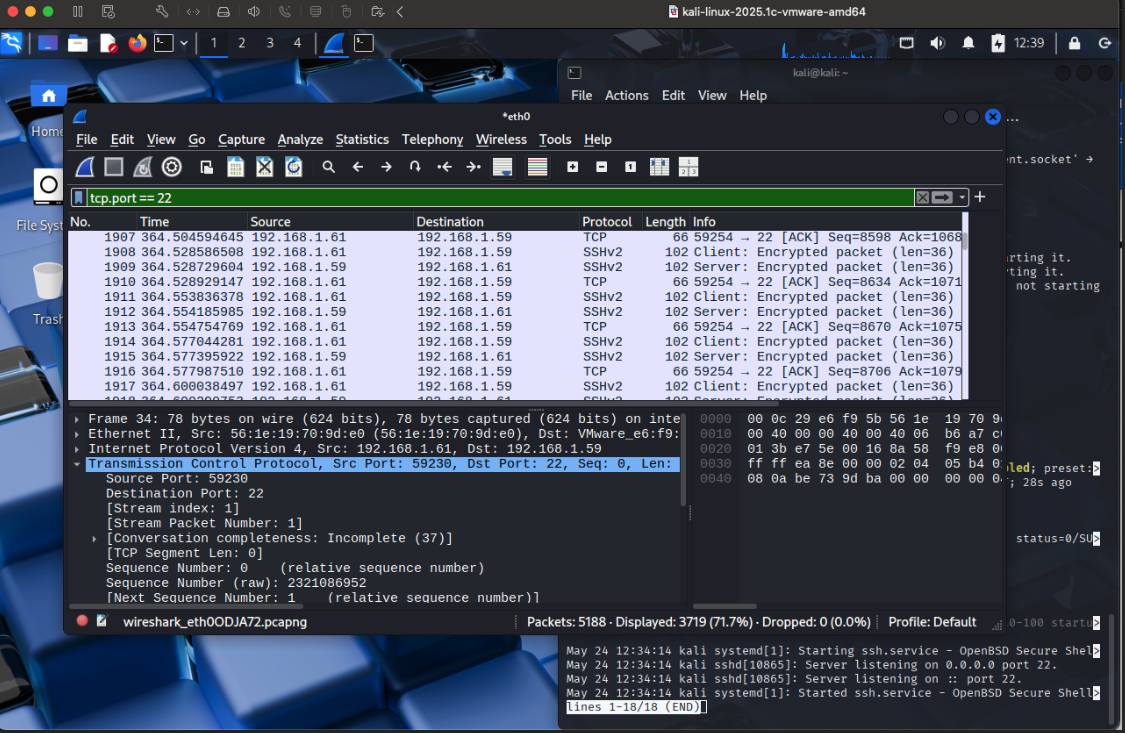 kali-linux-2025.1c-vmware-amd64
1 2 3 4
12:39
kali@kali: ~
File Actions Edit View Help
Home
File Syst
Trash
*eth0
File Edit View Go Capture Analyze Statistics Telephony Wireless Tools Help
tcp.port == 22
No. Time Source Destination Protocol Length Info
1907 364.504594645 192.168.1.61 192.168.1.59 TCP 66 59254 → 22 [ACK] Seq=8598 Ack=1068
1908 364.528586508 192.168.1.61 192.168.1.59 SSHv2 102 Client: Encrypted packet (len=36)
1909 364.528729604 192.168.1.59 192.168.1.61 SSHv2 102 Server: Encrypted packet (len=36)
1910 364.528929147 192.168.1.61 192.168.1.59 TCP 66 59254 → 22 [ACK] Seq=8634 Ack=1071
1911 364.553836378 192.168.1.61 192.168.1.59 SSHv2 102 Client: Encrypted packet (len=36)
1912 364.554185985 192.168.1.59 192.168.1.61 SSHv2 102 Server: Encrypted packet (len=36)
1913 364.554754769 192.168.1.61 192.168.1.59 TCP 66 59254 → 22 [ACK] Seq=8670 Ack=1075
1914 364.577044281 192.168.1.61 192.168.1.59 SSHv2 102 Client: Encrypted packet (len=36)
1915 364.577395922 192.168.1.59 192.168.1.61 SSHv2 102 Server: Encrypted packet (len=36)
1916 364.577987510 192.168.1.61 192.168.1.59 TCP 66 59254 → 22 [ACK] Seq=8706 Ack=1079
1917 364.600038497 192.168.1.61 192.168.1.59 SSHv2 102 Client: Encrypted packet (len=36)
Frame 34: 78 bytes on wire (624 bits), 78 bytes captured (624 bits) on inte
Ethernet II, Src: 56:1e:19:70:9d:e0 (56:1e:19:70:9d:e0), Dst: VMware_e6:f9:
Internet Protocol Version 4, Src: 192.168.1.61, Dst: 192.168.1.59
Transmission Control Protocol, Src Port: 59230, Dst Port: 22, Seq: 0, Len:
Source Port: 59230
Destination Port: 22
[Stream index: 1]
[Stream Packet Number: 1]
[Conversation completeness: Incomplete (37)]
[TCP Segment Len: 0]
Sequence Number: 0 (relative sequence number)
Sequence Number (raw): 2321086952
[Next Sequence Number: 1 (relative sequence number)]
0000 00 0c 29 e6 f9 5b 56 1e 19 70 9
0010 00 40 00 00 40 00 40 06 b6 a7 c
0020 01 3b e7 5e 00 16 8a 58 f9 e8 0
0030 ff ff ea 8e 00 00 02 04 05 b4 0
0040 08 0a be 73 9d ba 00 00 00 00 0
wireshark_eth0ODJA72.pcapng
Packets: 5188 · Displayed: 3719 (71.7%) · Dropped: 0 (0.0%)
Profile: Default
...
ent.socket' →
arting it.
rting it.
not starting
led; preset:>
; 28s ago
status=0/SU>
0-100 startu>
May 24 12:34:14 kali systemd[1]: Starting ssh.service - OpenBSD Secure Shel>
May 24 12:34:14 kali sshd[10865]: Server listening on 0.0.0.0 port 22.
May 24 12:34:14 kali sshd[10865]: Server listening on :: port 22.
May 24 12:34:14 kali systemd[1]: Started ssh.service - OpenBSD Secure Shell>
lines 1-18/18 (END)